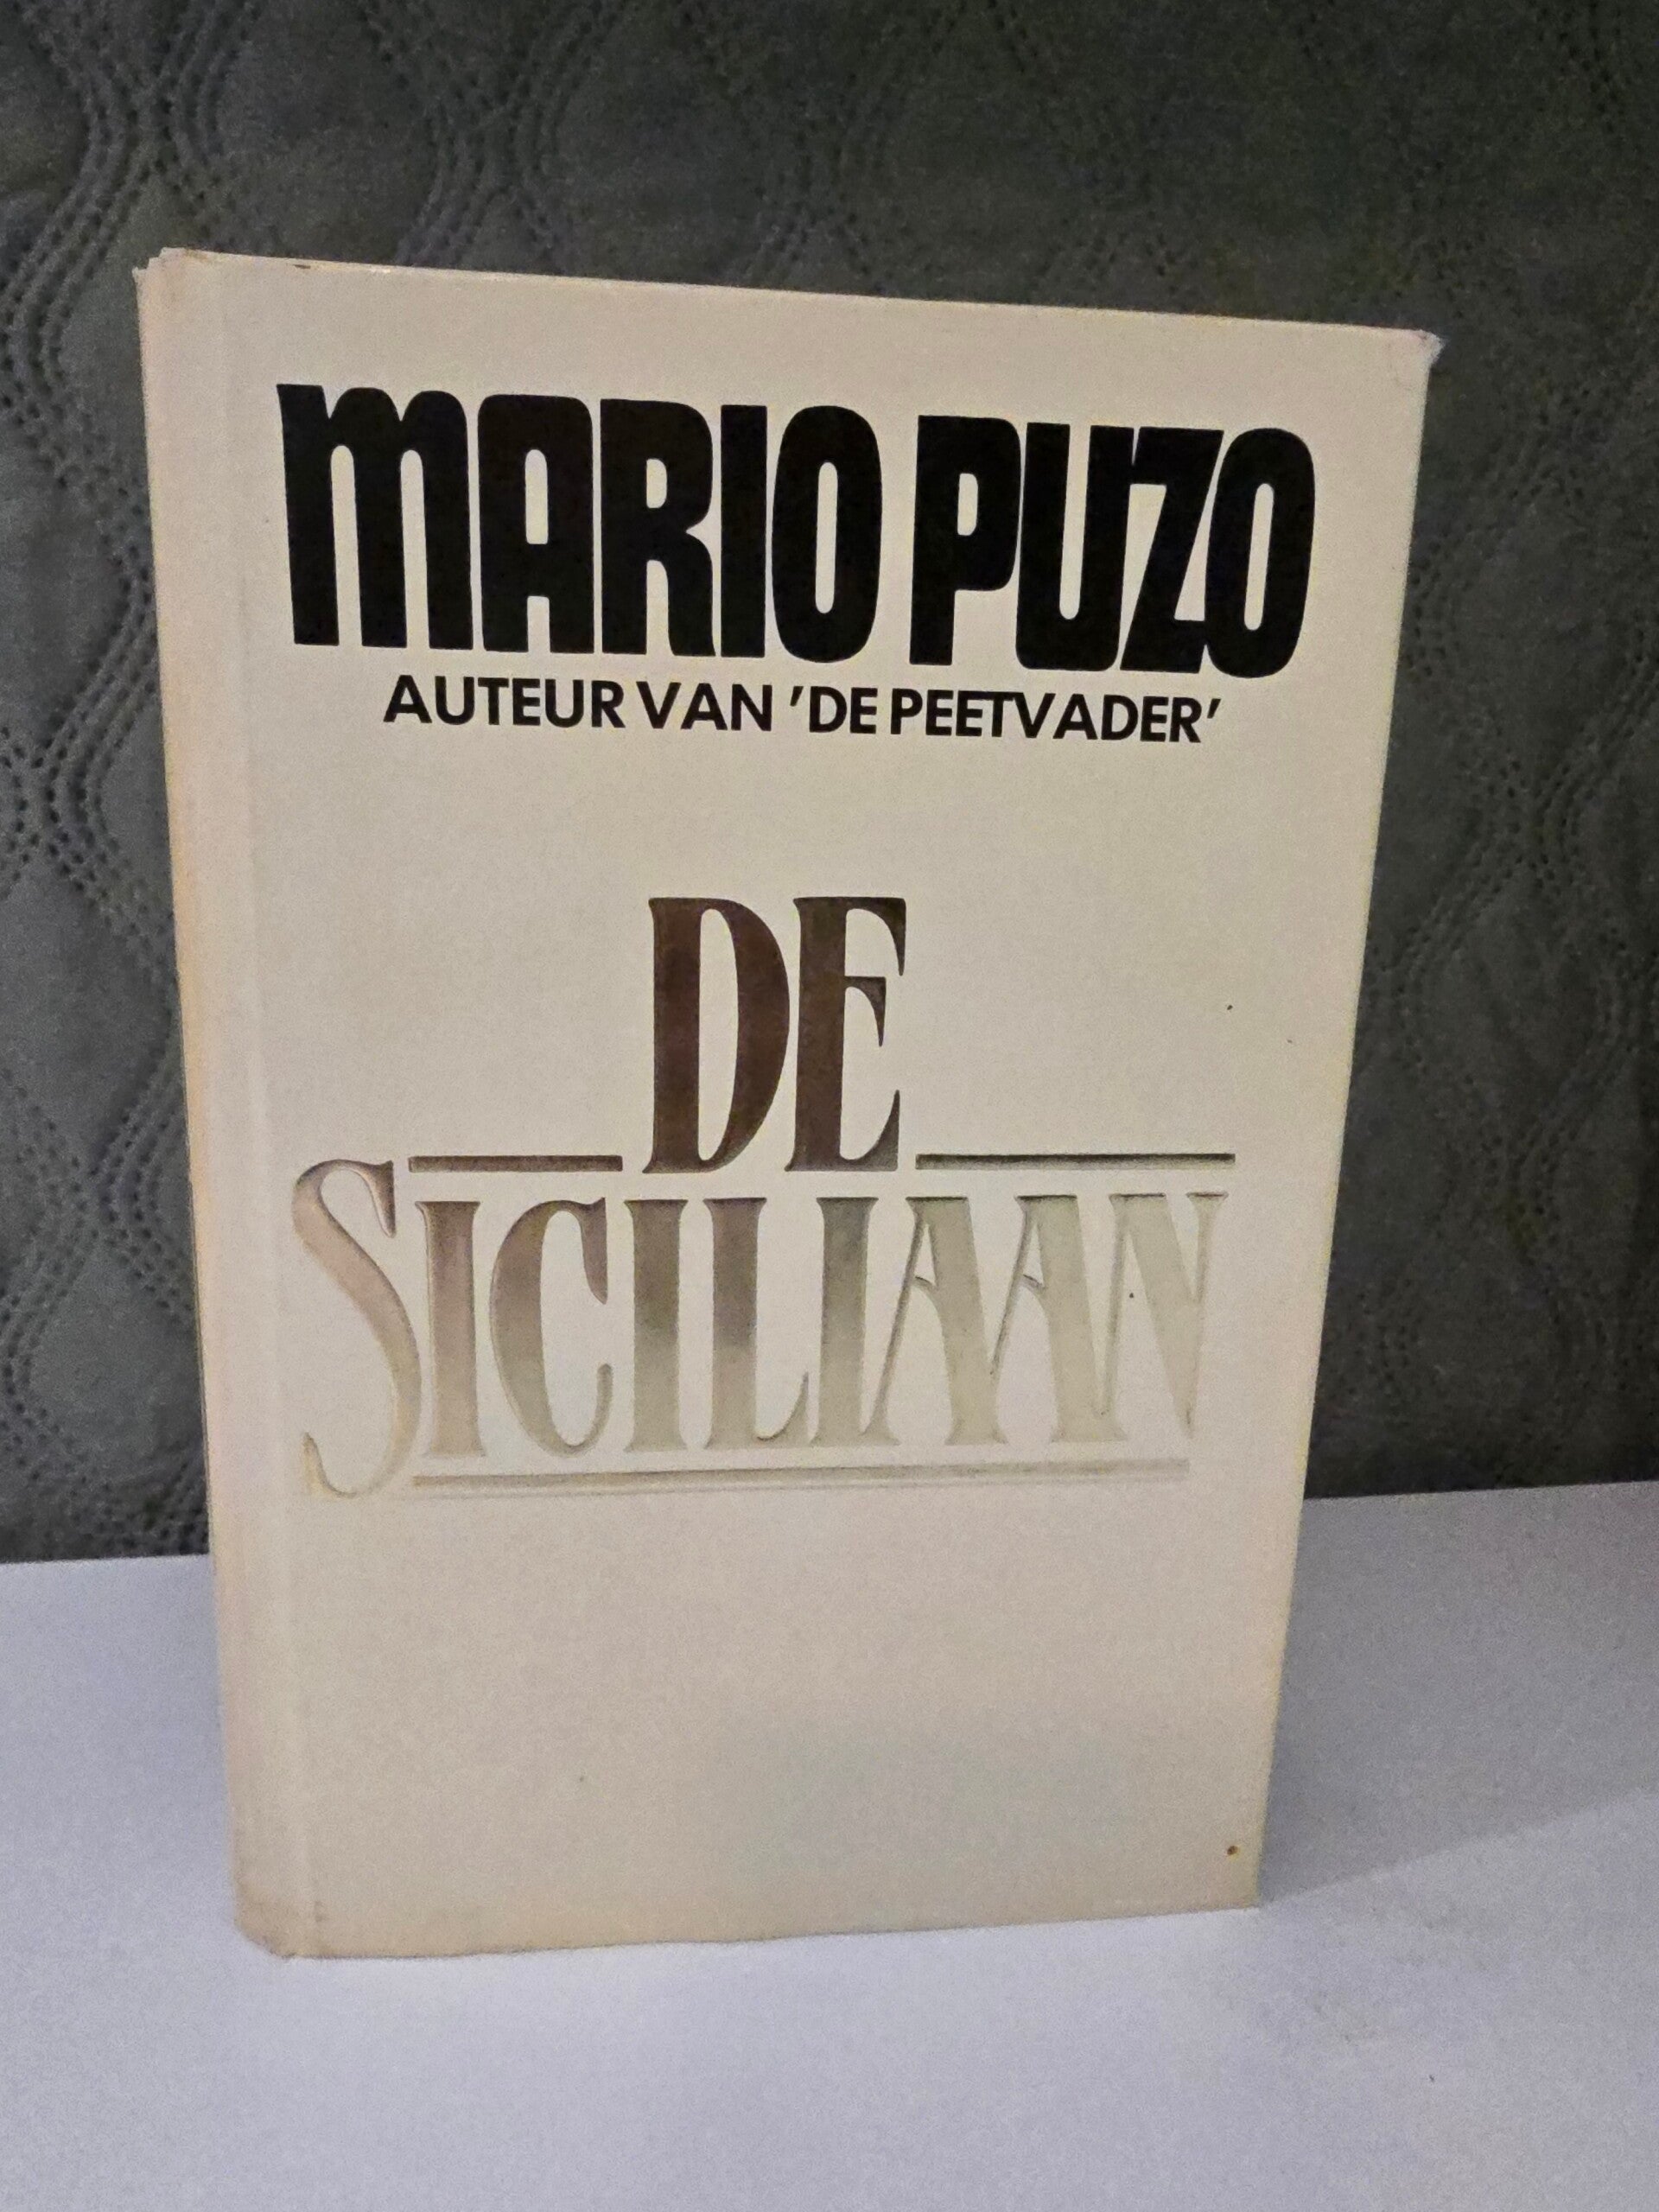 MARIO PUZO
AUTEUR VAN 'DE PEETVADER'
DE
SICILIAAN